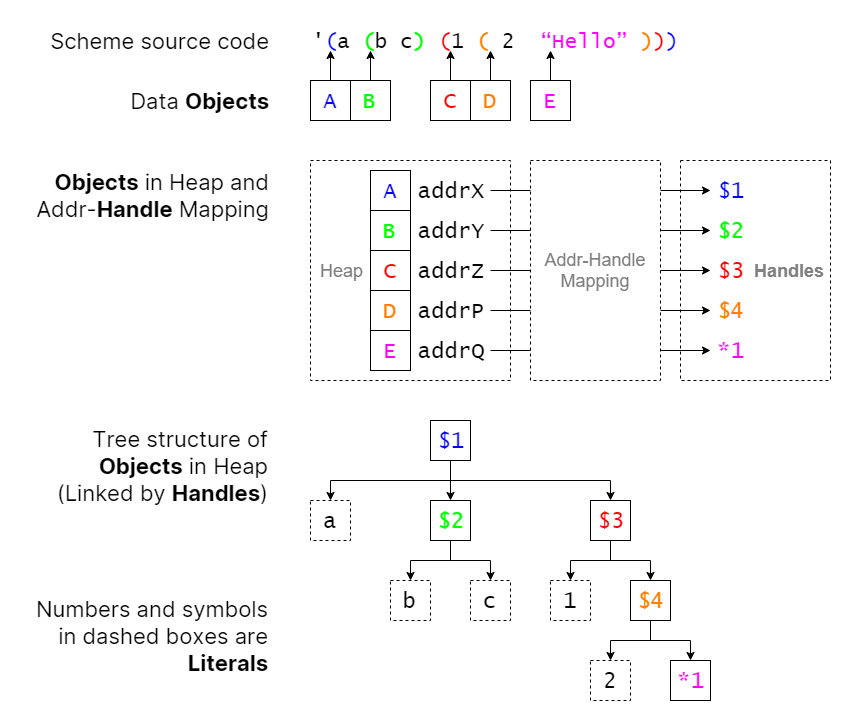 Scheme source code
'(a (b c) (1 ( 2 “Hello” )))
Data Objects
A B C D E
Objects in Heap and
Addr-Handle Mapping
Heap
A addrX
B addrY
C addrZ
D addrP
E addrQ
Addr-Handle
Mapping
$1
$2
$3
$4
*1
Handles
Tree structure of
Objects in Heap
(Linked by Handles)
$1
a $2 $3
b c 1 $4
2 *1
Numbers and symbols
in dashed boxes are
Literals